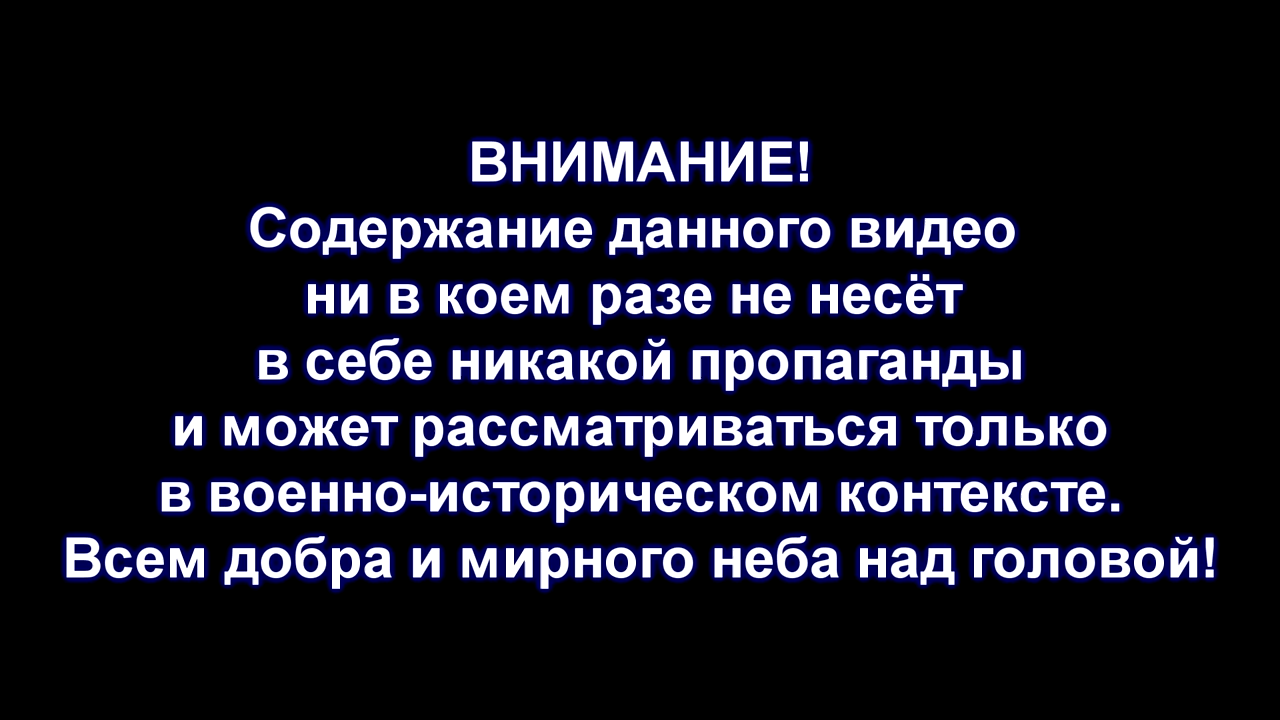 ВНИМАНИЕ!
Содержание данного видео
ни в коем разе не несёт
в себе никакой пропаганды
и может рассматриваться только
в военно-историческом контексте.
Всем добра и мирного неба над головой!